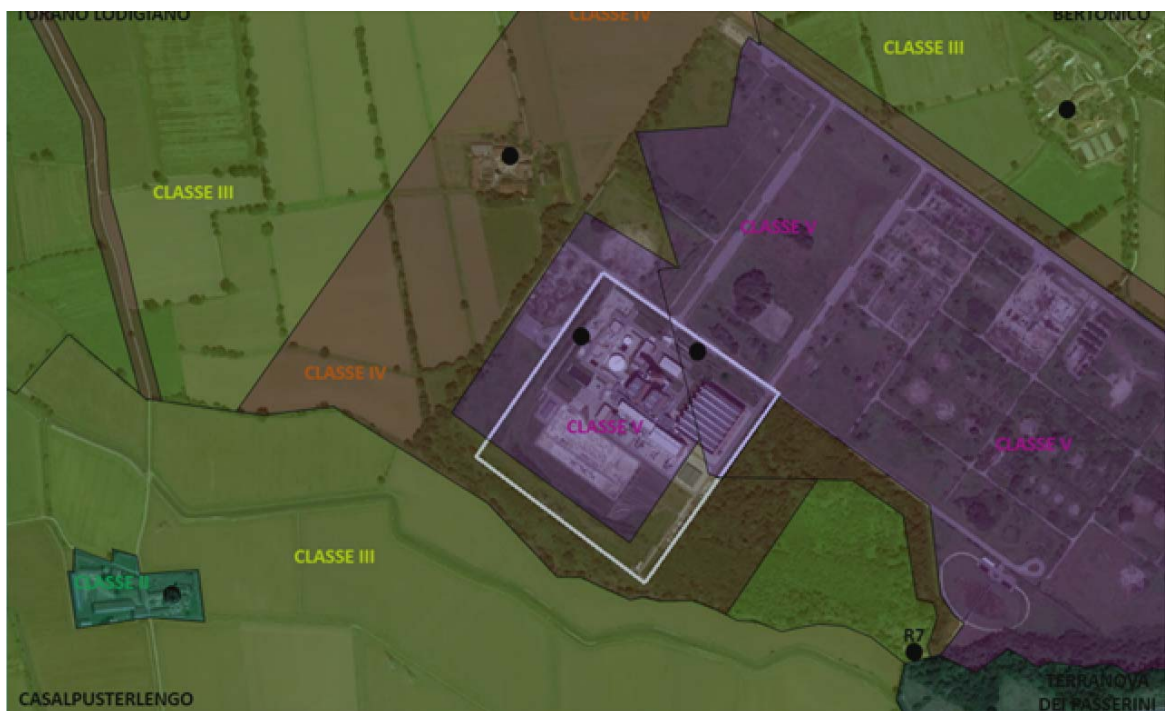 TURANO LODIGIANO
CLASSE IV
BERTONICO
CLASSE III
CLASSE III
CLASSE V
CLASSE IV
CLASSE V
CLASSE V
CLASSE III
CLASSE II
R7
CASALPUSTERLENGO
TERRANOVA
DEI PASSERINI